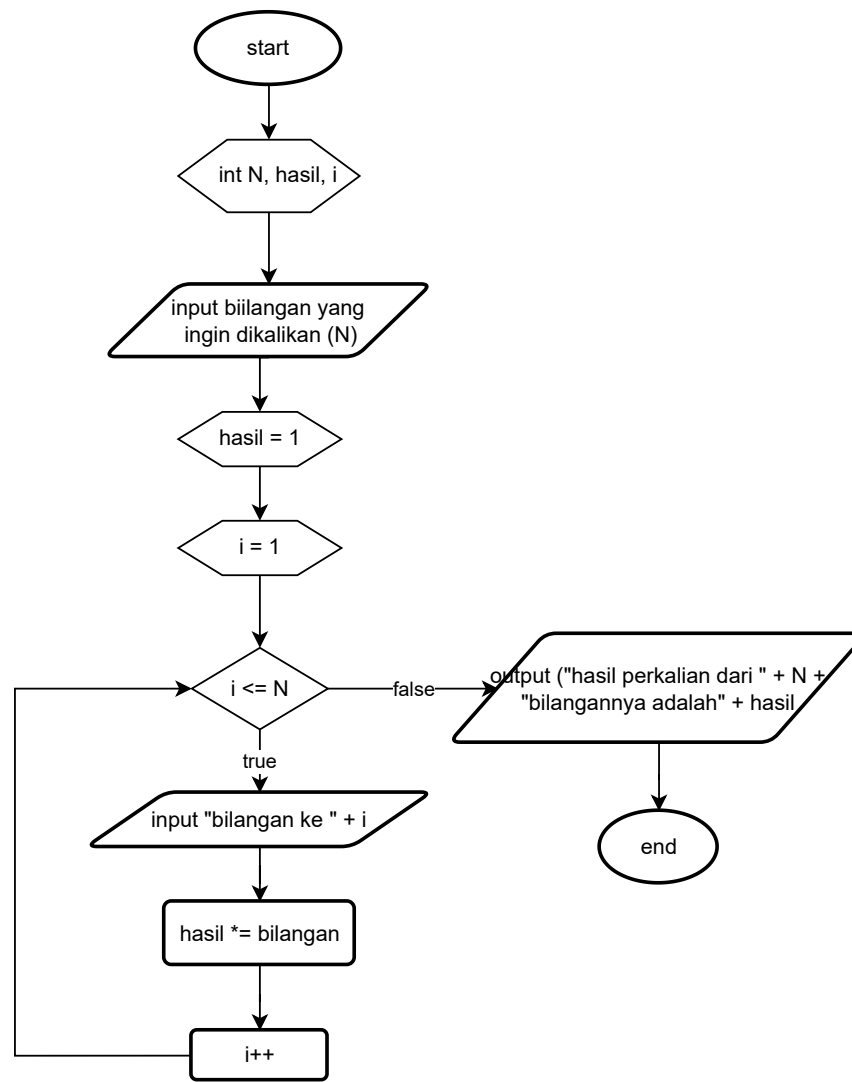 start
int N, hasil, i
input biilangan yang
ingin dikalikan (N)
hasil = 1
i = 1
i <= N
false
output ("hasil perkalian dari " + N +
"bilangannya adalah" + hasil
true
input "bilangan ke " + i
end
hasil *= bilangan
i++